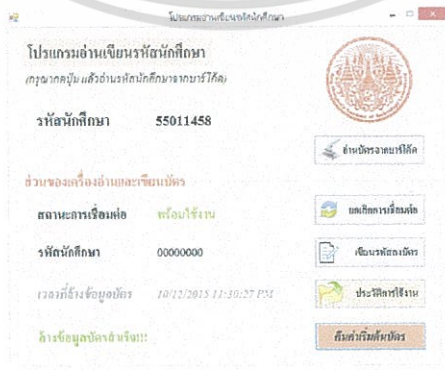 โปรแกรมอ่านเขียนรหัสนักศึกษา
โปรแกรมอ่านเขียนรหัสนักศึกษา
(กรุณากดปุ่ม แล้วอ่านรหัสนักศึกษาจากบาร์โค้ด)
รหัสนักศึกษา 55011458
อ่านบัตรจากบาร์โค้ด
ส่วนของเครื่องอ่านและเขียนบัตร
สถานะการเชื่อมต่อ พร้อมใช้งาน
ยกเลิกการเชื่อมต่อ
รหัสนักศึกษา 00000000
เขียนรหัสลงบัตร
เวลาที่ล้างข้อมูลบัตร 10/12/2015 11:30:27 PM
ประวัติการใช้งาน
ล้างข้อมูลบัตรสำเร็จ!!!
คืนค่าเริ่มต้นบัตร